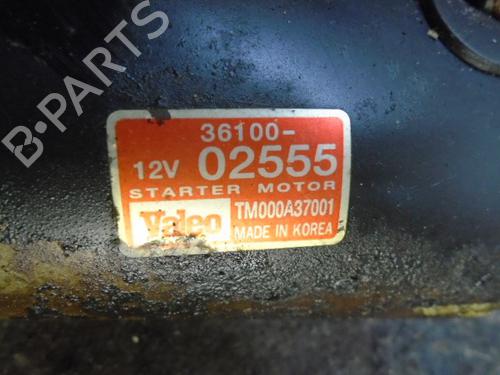 B-PARTS
36100-
12V 02555
STARTER MOTOR
Valeo TM000A37001
MADE IN KOREA